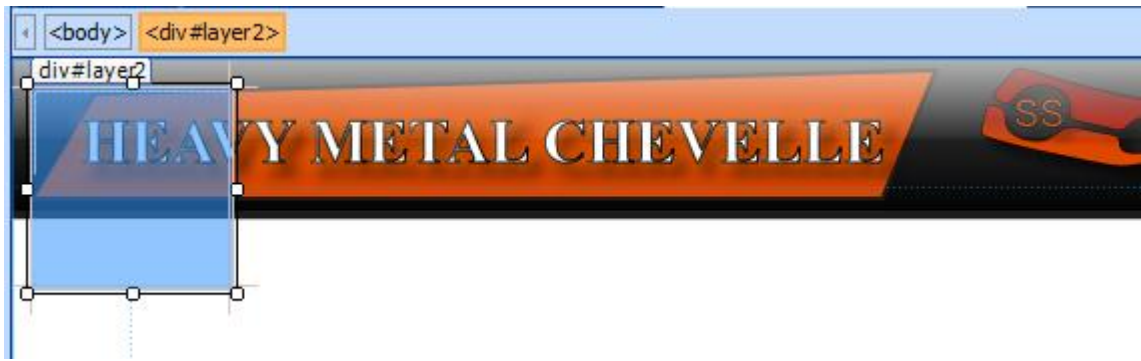 <body> <div#layer2>
div#layer2
HEAVY METAL CHEVELLE
SS